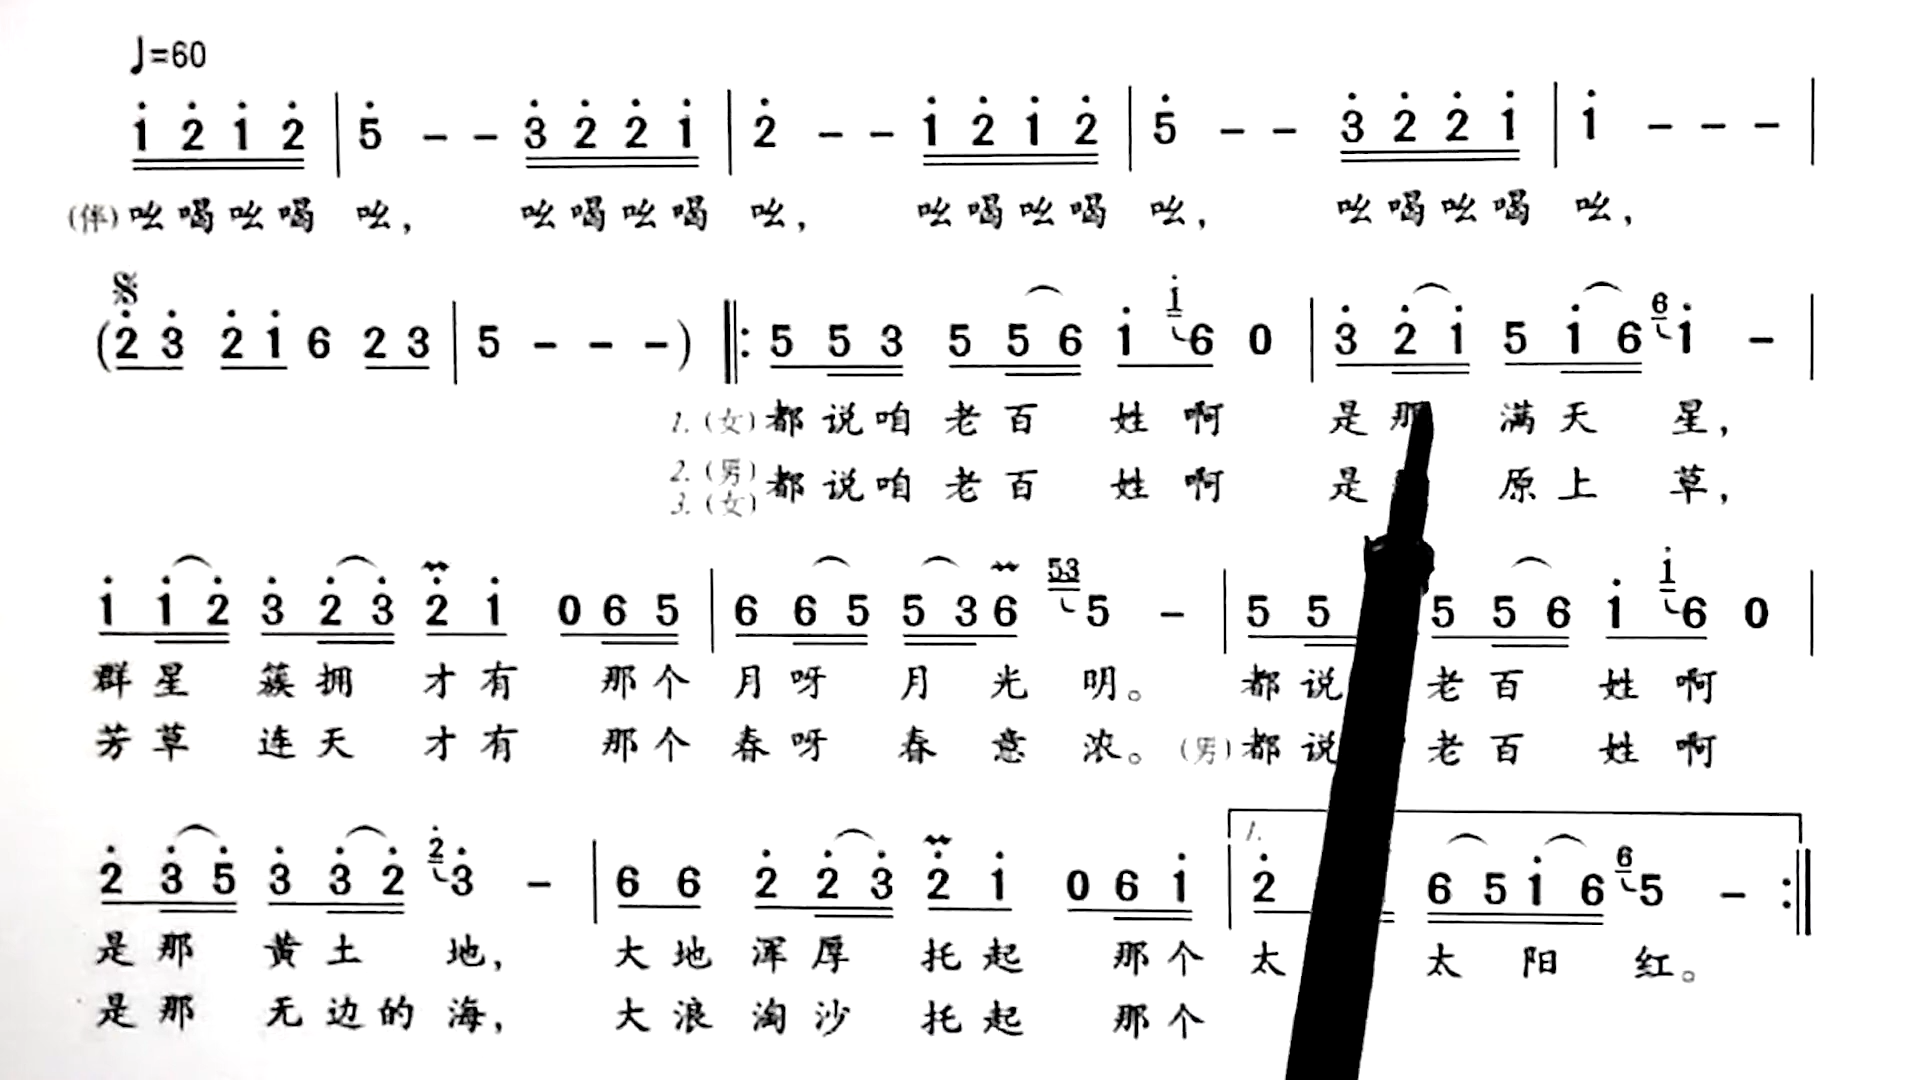 ♩=60
1 2 1 2 | 5 - - 3 2 2 1 | 2 - - 1 2 1 2 | 5 - - 3 2 2 1 | 1 - - - |
(伴)吆喝吆喝 吆, 吆喝吆喝 吆, 吆喝吆喝 吆, 吆喝吆喝 吆,
(2 3 2 1 6 2 3 | 5 - - -) ‖: 5 5 3 5 5 6 1 1 6 0 | 3 2 1 5 1 6 6 1 - |
1.(女)都说咱 老百 姓啊 是那 满天 星,
2.(男)
3.(女)都说咱 老百 姓啊 是 原上 草,
1 1 2 3 2 3 2 1 0 6 5 | 6 6 5 5 3 6 53 5 - | 5 5 5 5 6 1 1 6 0 |
群星 簇拥 才有 那个 月呀 月光 明。 都说 老百 姓啊
芳草 连天 才有 那个 春呀 春意 浓。(男)都说 老百 姓啊
1.
2 3 5 3 3 2 2 3 - | 6 6 2 2 3 2 1 0 6 1 | 2 6 5 1 6 6 5 - :‖
是那 黄土 地, 大地 浑厚 托起 那个 太 太阳 红。
是那 无边的 海, 大浪 淘沙 托起 那个